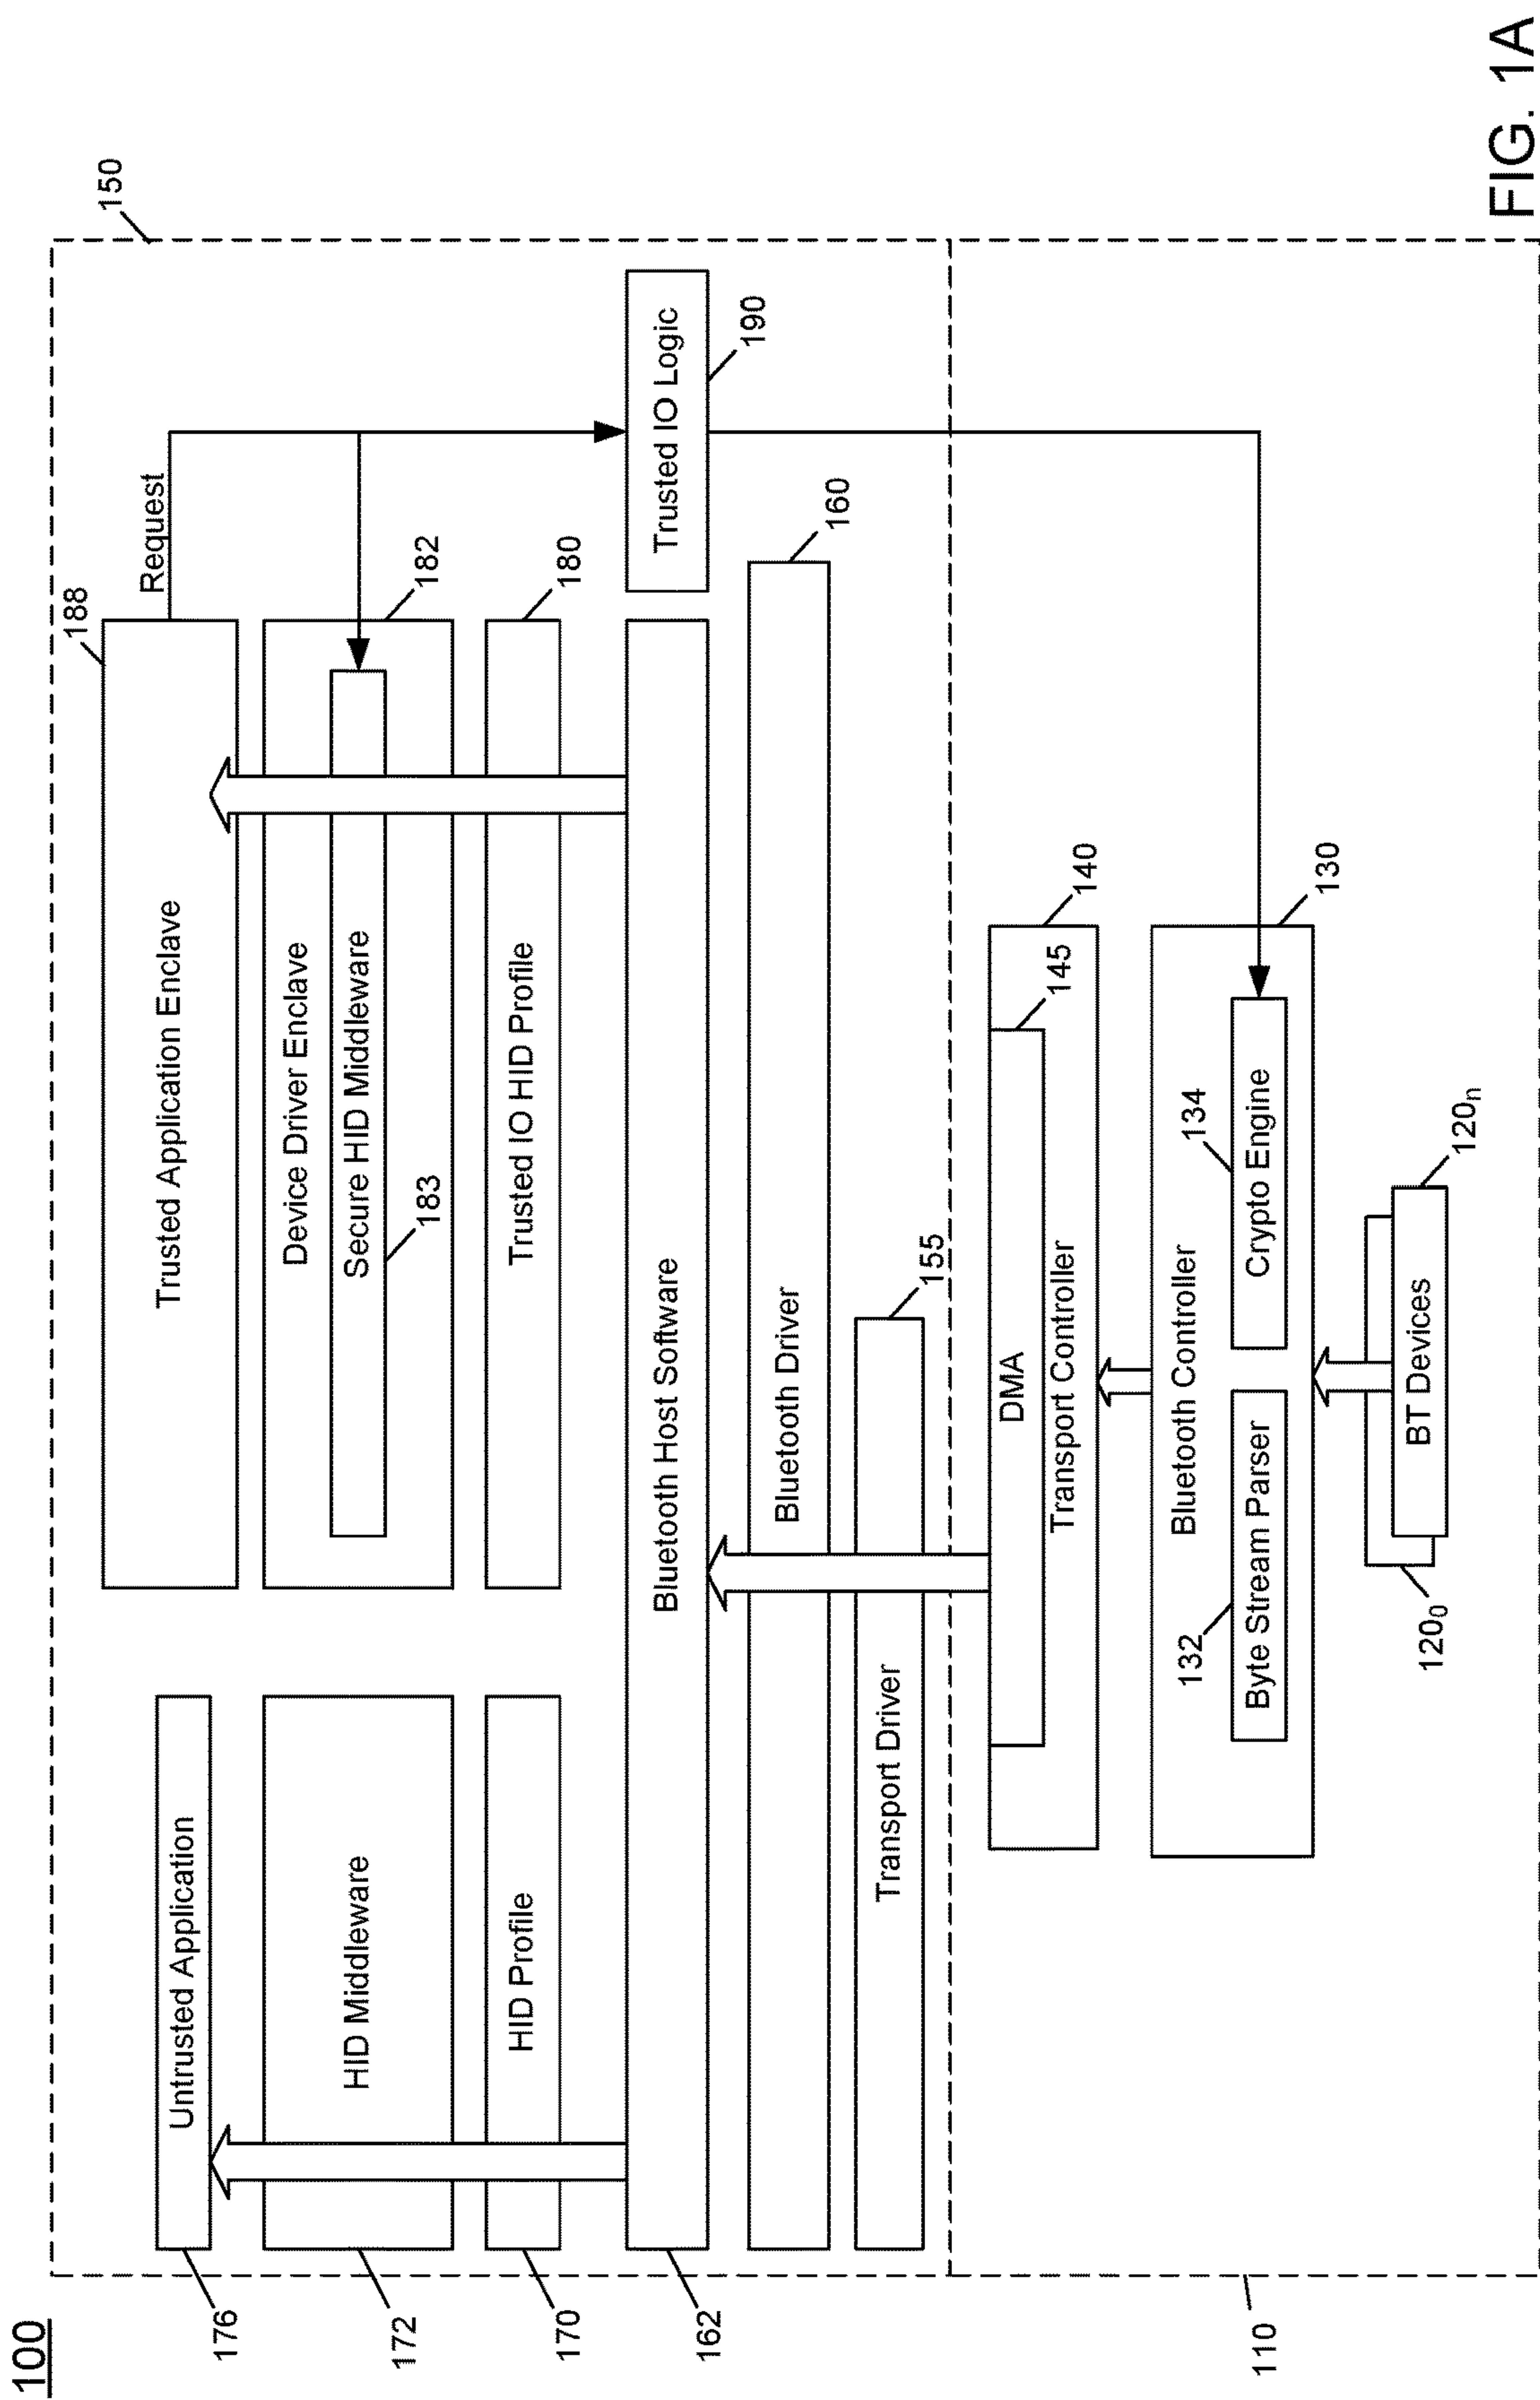 100
150
188
Request
Trusted Application Enclave
Untrusted Application
176
182
Device Driver Enclave
Secure HID Middleware
183
HID Middleware
172
180
Trusted IO HID Profile
HID Profile
170
Trusted IO Logic
190
Bluetooth Host Software
162
160
Bluetooth Driver
155
Transport Driver
140
145
DMA
Transport Controller
130
Bluetooth Controller
134
Crypto Engine
132
Byte Stream Parser
110
120n
BT Devices
1200
FIG. 1A